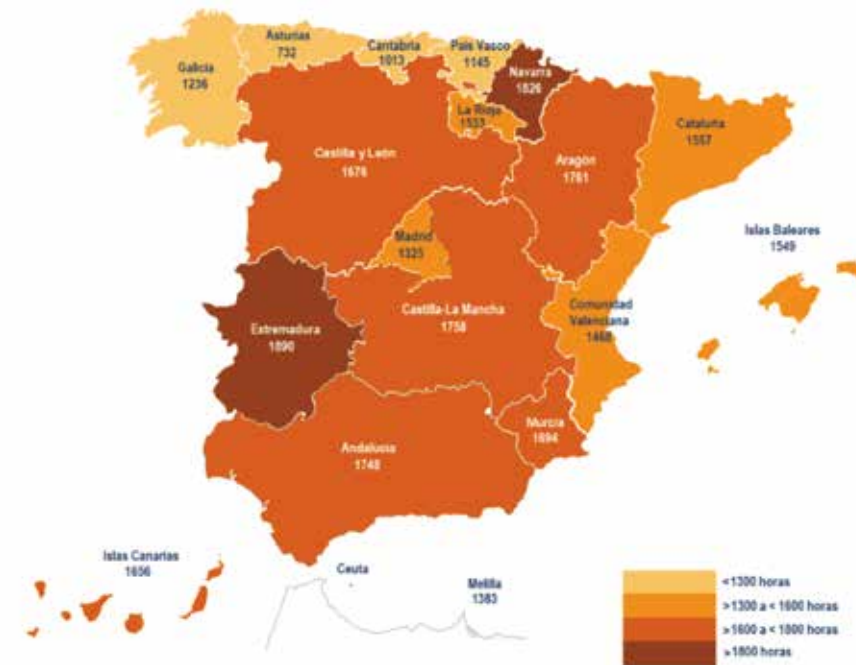 Asturias
732
Cantabria
1013
País Vasco
1145
Galicia
1236
Navarra
1826
La Rioja
1533
Cataluña
1557
Castilla y León
1676
Aragón
1761
Islas Baleares
1549
Madrid
1325
Castilla-La Mancha
1758
Comunidad
Valenciana
1468
Extremadura
1890
Murcia
1694
Andalucía
1748
Islas Canarias
1656
Ceuta
Melilla
1383
<1300 horas
>1300 a < 1600 horas
>1600 a < 1800 horas
>1800 horas